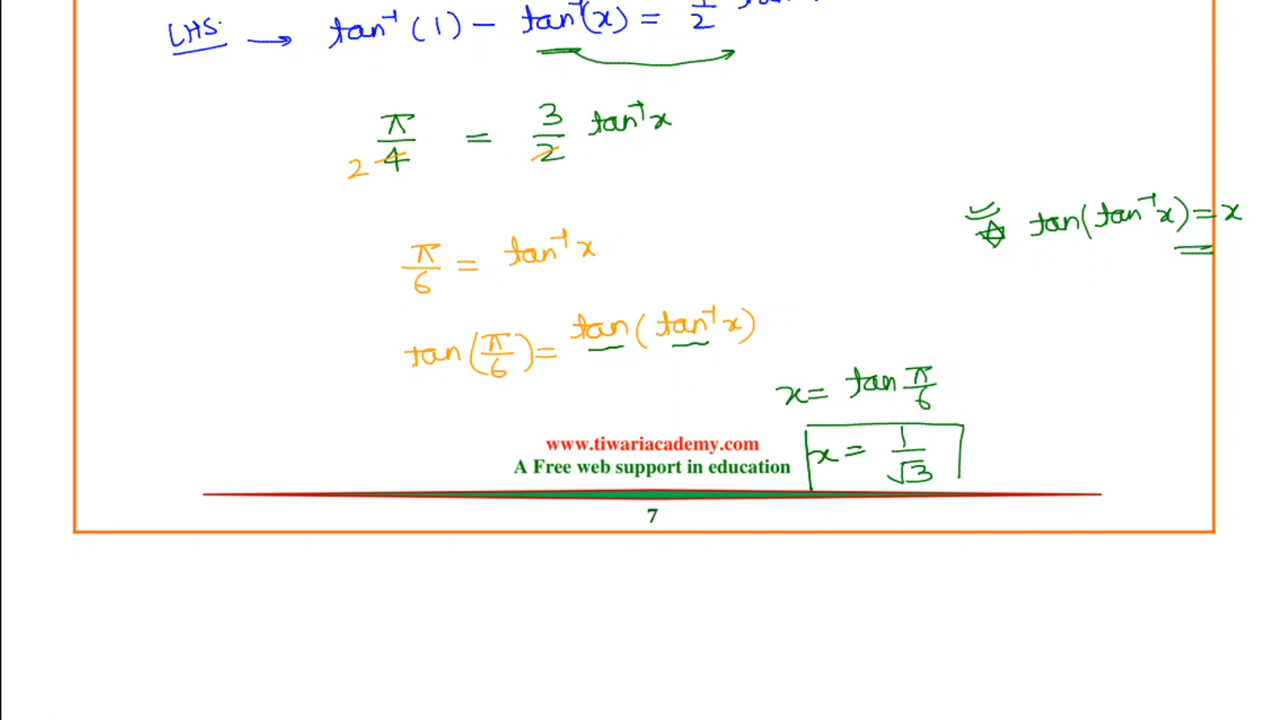 LHS. → tan⁻¹(1) − tan⁻¹(x) = 1/2
π/4 = 3/2 tan⁻¹x
2
tan(tan⁻¹x) = x
π/6 = tan⁻¹x
tan(π/6) = tan(tan⁻¹x)
x = tan π/6
x = 1/√3
www.tiwariacademy.com
A Free web support in education
7